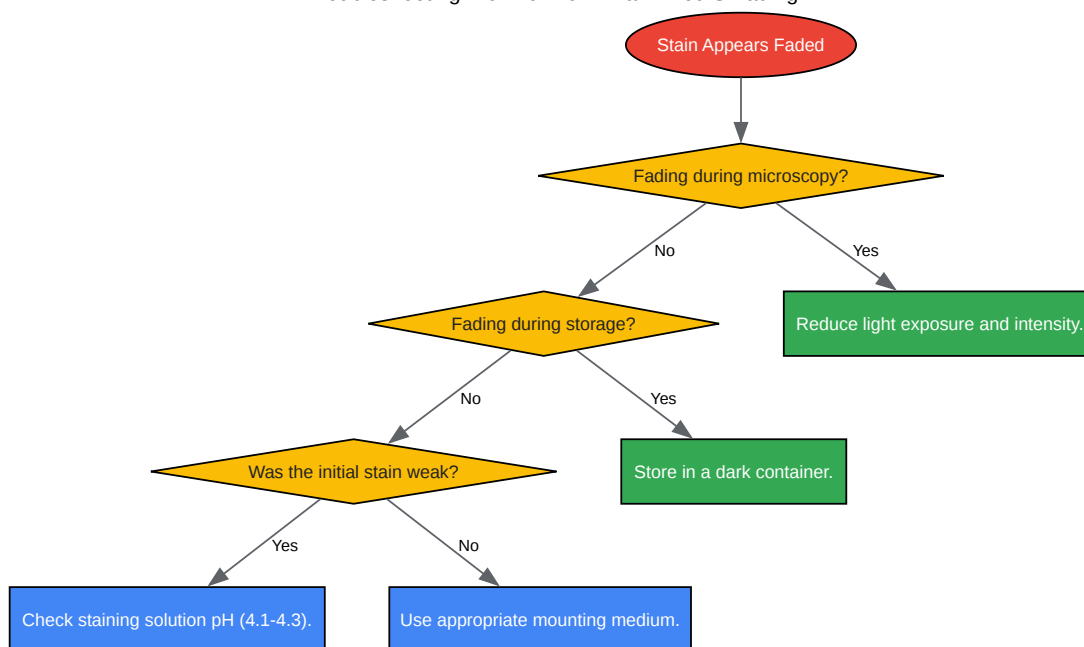 Stain Appears Faded
Fading during microscopy?
No
Yes
Fading during storage?
Reduce light exposure and intensity.
No
Yes
Was the initial stain weak?
Store in a dark container.
Yes
No
Check staining solution pH (4.1-4.3).
Use appropriate mounting medium.